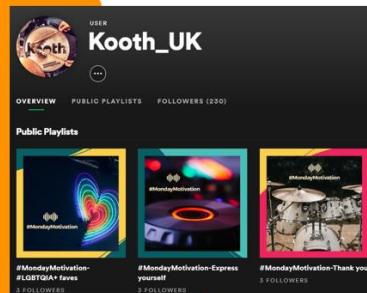 USER
Kooth_UK
Kooth
OVERVIEW PUBLIC PLAYLISTS FOLLOWERS (230)
Public Playlists
#MondayMotivation
#MondayMotivation
#MondayMotivation
#MondayMotivation-
#LGBTQIA+ faves
3 FOLLOWERS
#MondayMotivation-Express
yourself
3 FOLLOWERS
#MondayMotivation-Thank you
3 FOLLOWERS